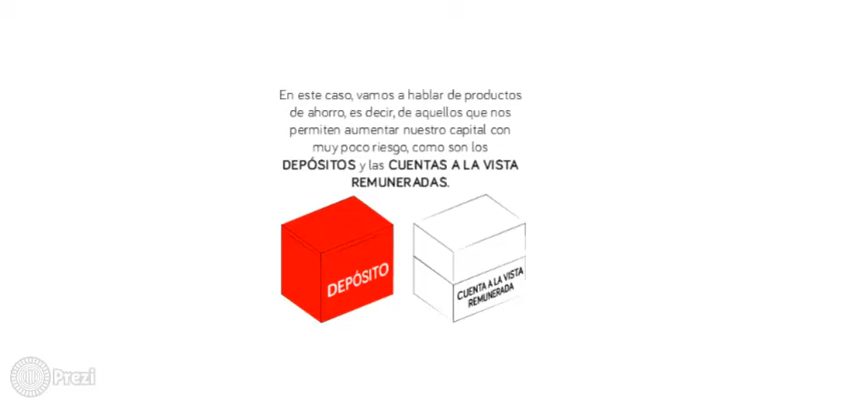 En este caso, vamos a hablar de productos
de ahorro, es decir, de aquellos que nos
permiten aumentar nuestro capital con
muy poco riesgo, como son los
DEPÓSITOS y las CUENTAS A LA VISTA
REMUNERADAS.
DEPÓSITO
CUENTA A LA VISTA
REMUNERADA
Prezi